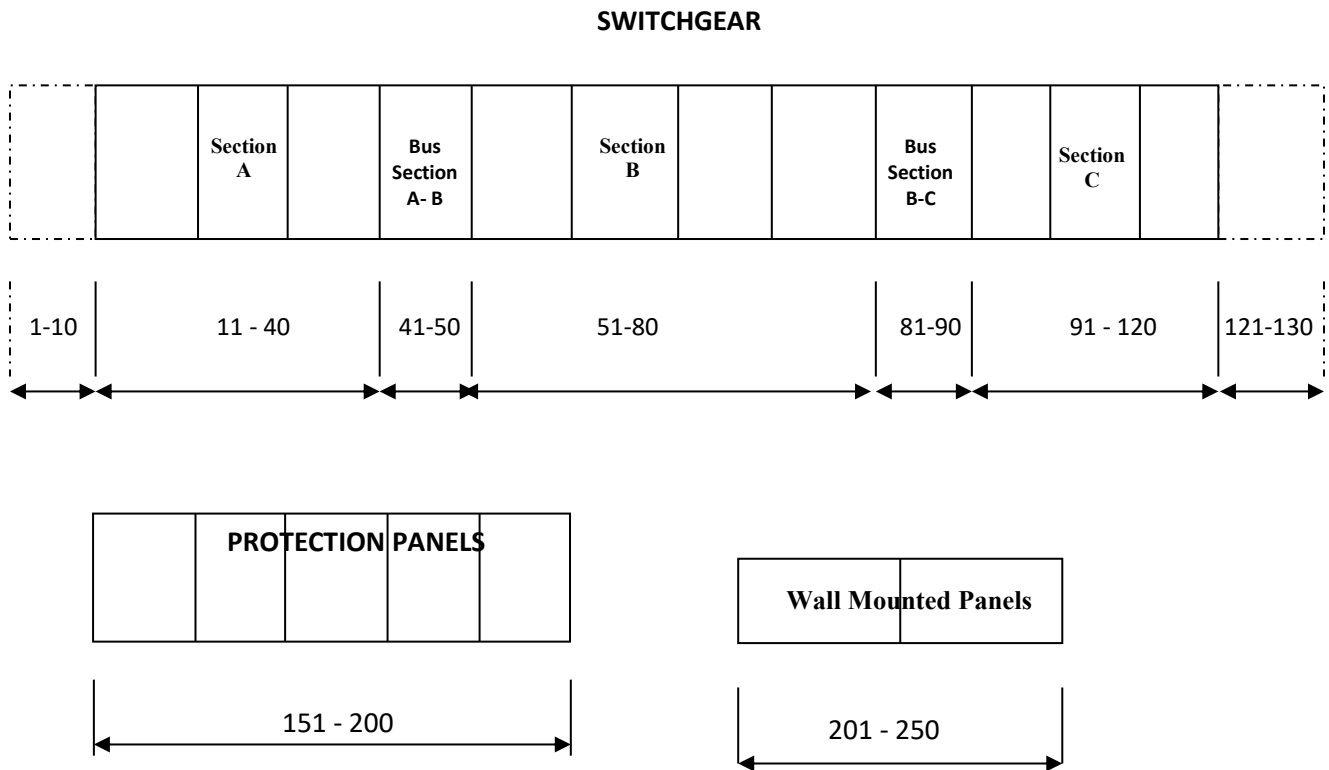 SWITCHGEAR
Section
A
Bus
Section
A- B
Section
B
Bus
Section
B-C
Section
C
1-10
11 - 40
41-50
51-80
81-90
91 - 120
121-130
PROTECTION PANELS
Wall Mounted Panels
151 - 200
201 - 250